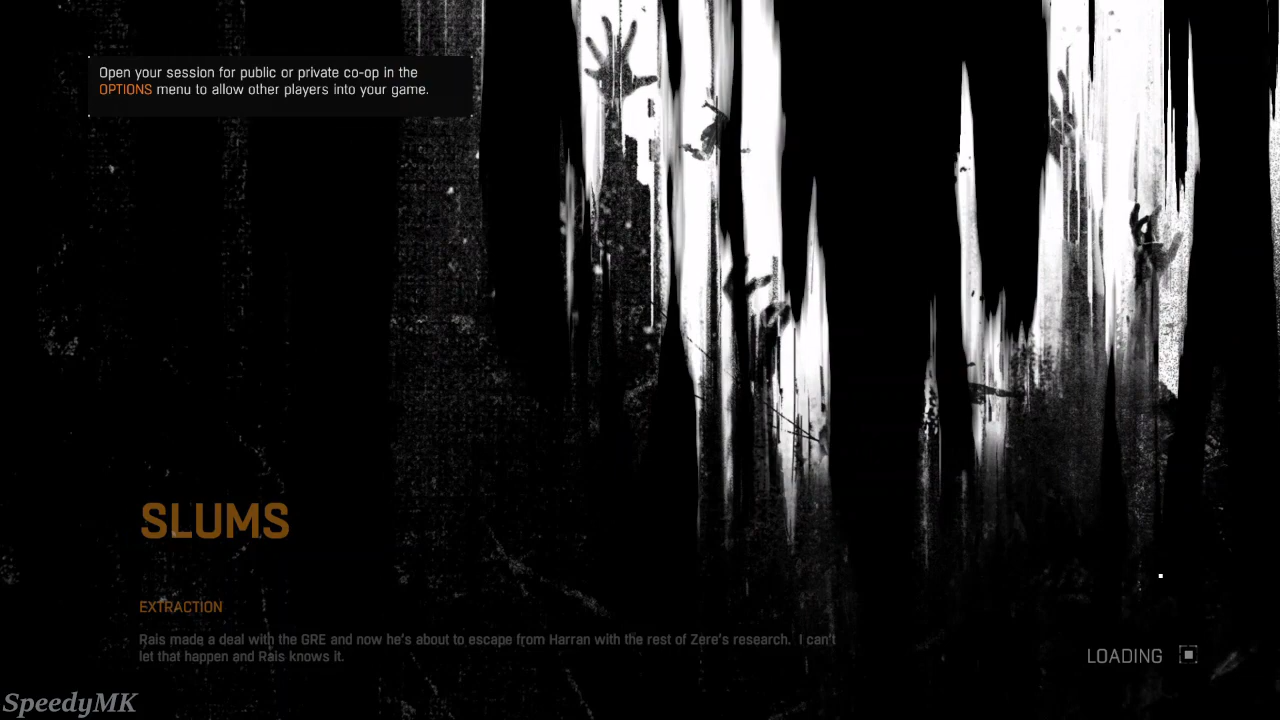 Open your session for public or private co-op in the
OPTIONS menu to allow other players into your game.
SLUMS
EXTRACTION
Rais made a deal with the GRE and now he's about to escape from Harran with the rest of Zere's research.  I can't
let that happen and Rais knows it.
LOADING
SpeedyMK